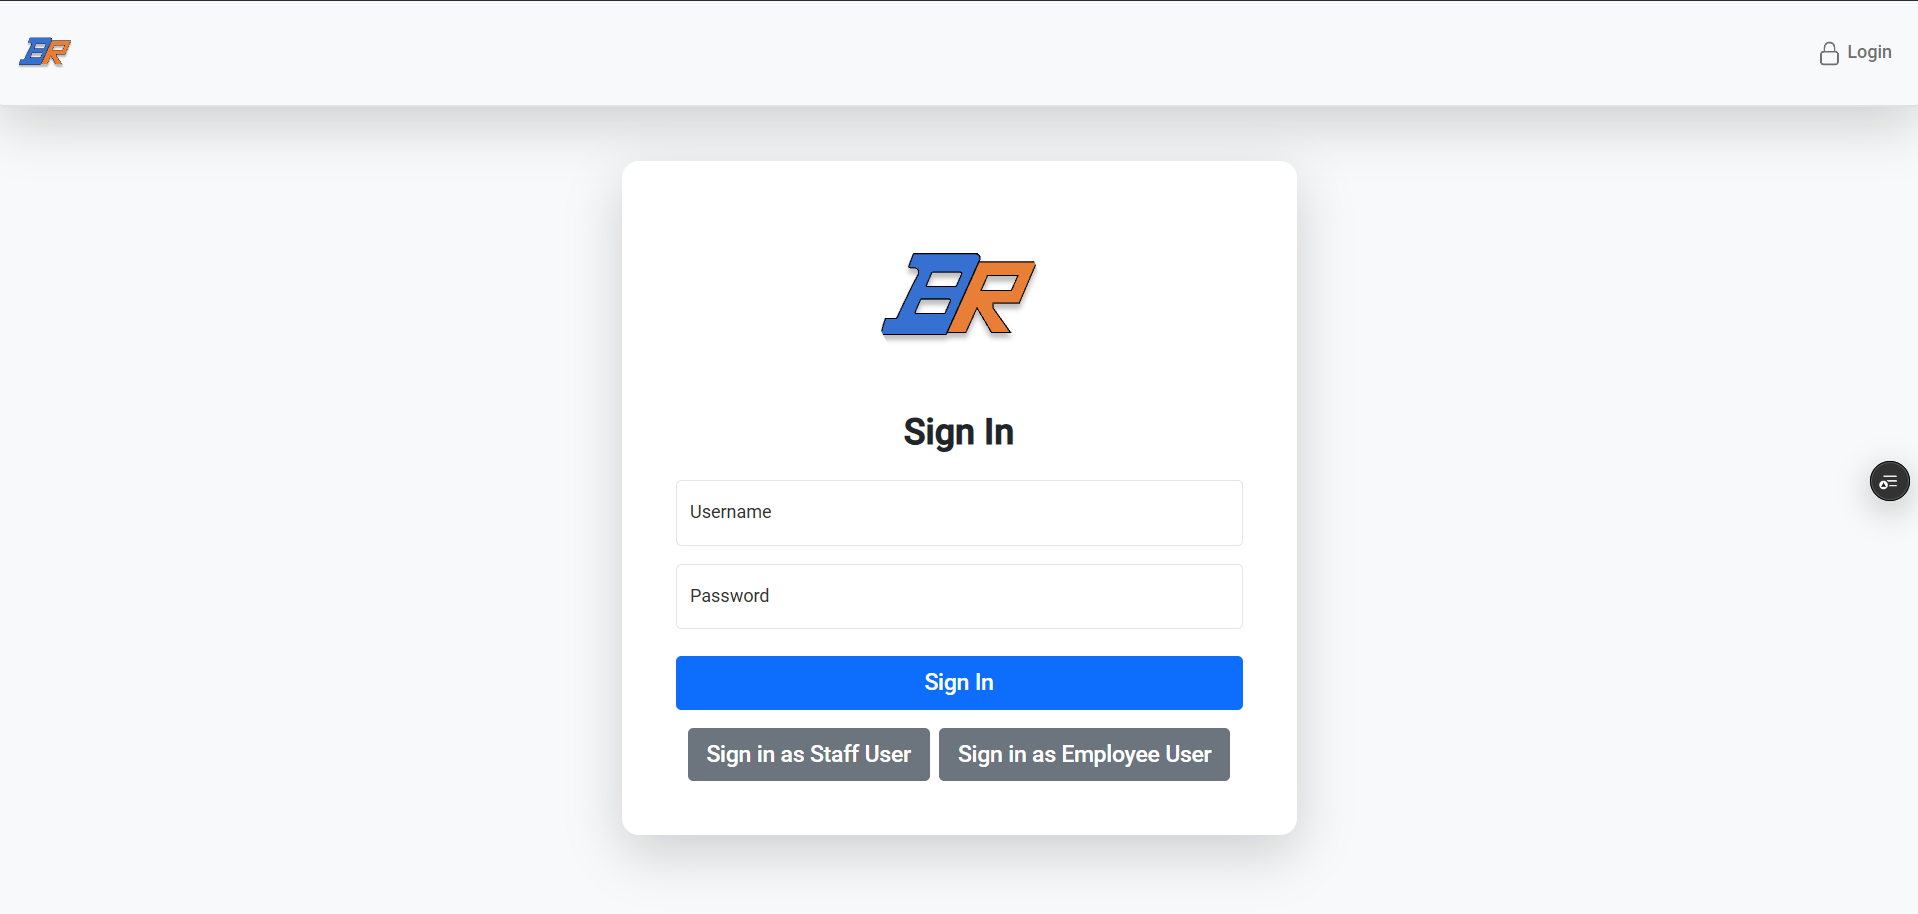 BR
Login
BR
Sign In
Username
Password
Sign In
Sign in as Staff User
Sign in as Employee User